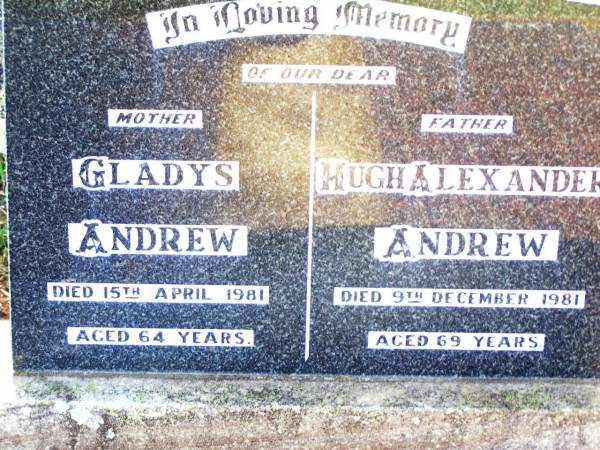 In Loving Memory
OF OUR DEAR
MOTHER
GLADYS
ANDREW
DIED 15TH APRIL 1981
AGED 64 YEARS.
FATHER
HUGH ALEXANDER
ANDREW
DIED 9TH DECEMBER 1981
AGED 69 YEARS